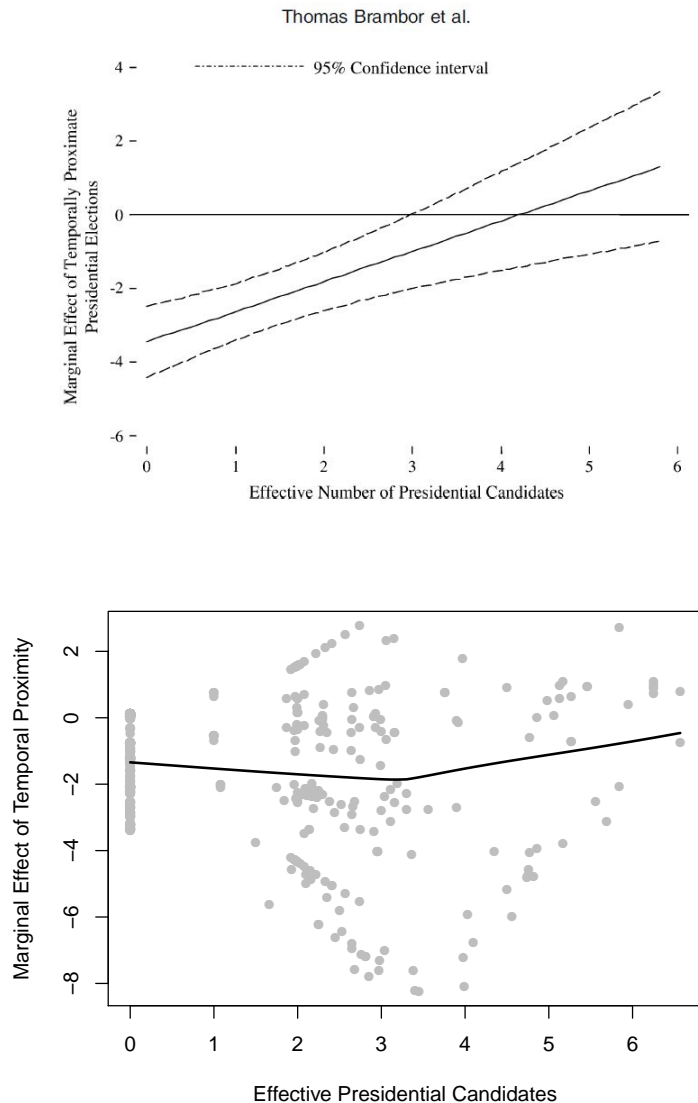 Thomas Brambor et al.
95% Confidence interval
4
2
0
-2
-4
-6
Marginal Effect of Temporally Proximate
Presidential Elections
0 1 2 3 4 5 6
Effective Number of Presidential Candidates
2
0
−2
−4
−6
−8
Marginal Effect of Temporal Proximity
0 1 2 3 4 5 6
Effective Presidential Candidates